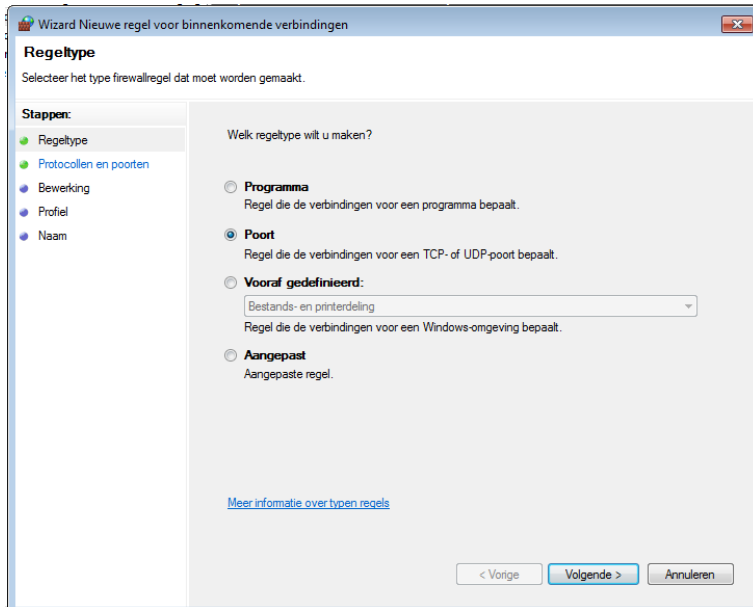 Wizard Nieuwe regel voor binnenkomende verbindingen
Regeltype
Selecteer het type firewallregel dat moet worden gemaakt.
Stappen:
Regeltype
Protocollen en poorten
Bewerking
Profiel
Naam
Welk regeltype wilt u maken?
Programma
Regel die de verbindingen voor een programma bepaalt.
Poort
Regel die de verbindingen voor een TCP- of UDP-poort bepaalt.
Vooraf gedefinieerd:
Bestands- en printerdeling
Regel die de verbindingen voor een Windows-omgeving bepaalt.
Aangepast
Aangepaste regel.
Meer informatie over typen regels
< Vorige
Volgende >
Annuleren